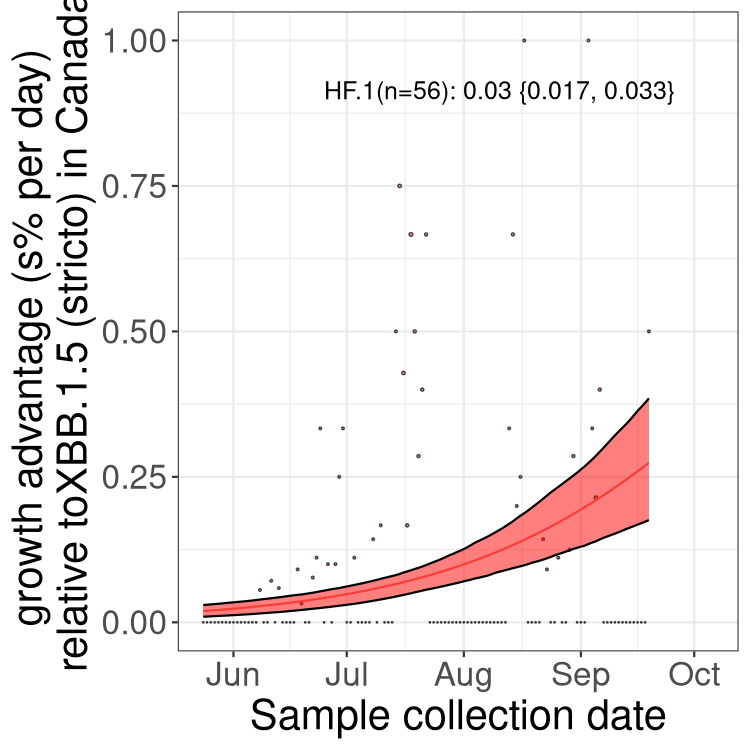 growth advantage (s% per day)
relative toXBB.1.5 (stricto) in Canada
1.00
0.75
0.50
0.25
0.00
HF.1(n=56): 0.03 {0.017, 0.033}
Jun Jul Aug Sep Oct
Sample collection date